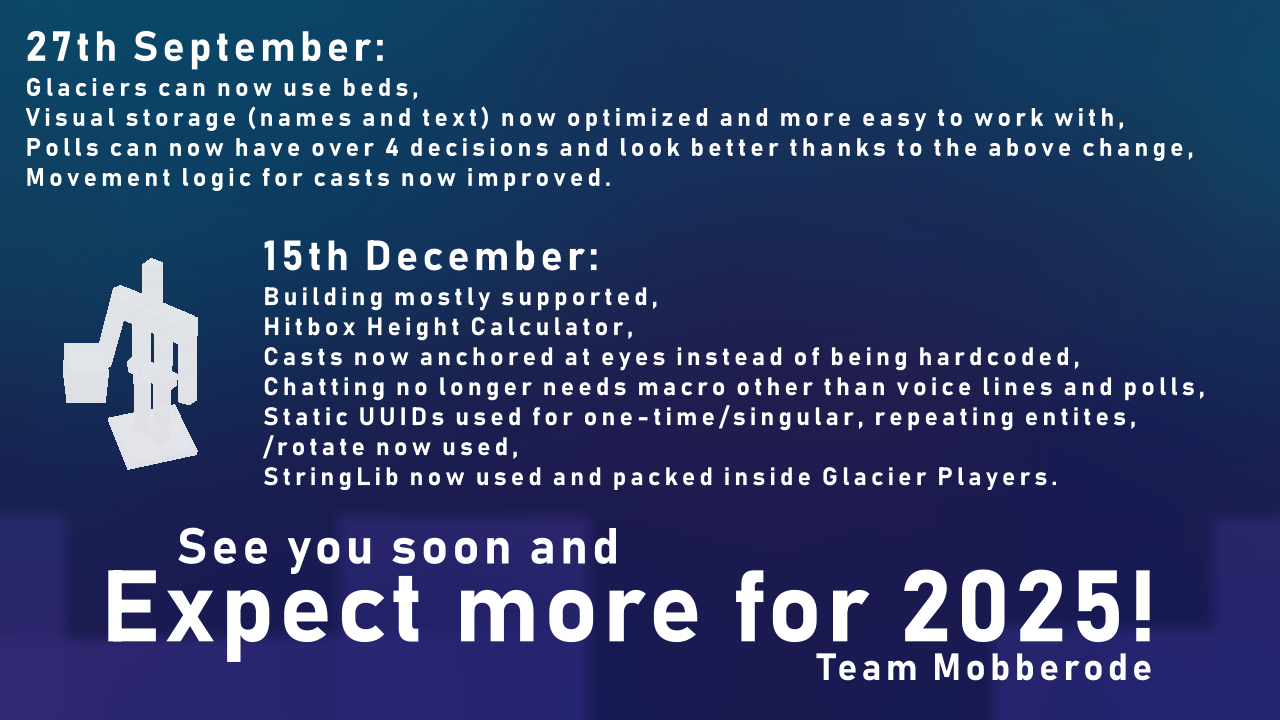 27th September:
Glaciers can now use beds,
Visual storage (names and text) now optimized and more easy to work with,
Polls can now have over 4 decisions and look better thanks to the above change,
Movement logic for casts now improved.
15th December:
Building mostly supported,
Hitbox Height Calculator,
Casts now anchored at eyes instead of being hardcoded,
Chatting no longer needs macro other than voice lines and polls,
Static UUIDs used for one-time/singular, repeating entites,
/rotate now used,
StringLib now used and packed inside Glacier Players.
See you soon and
Expect more for 2025!
Team Mobberode